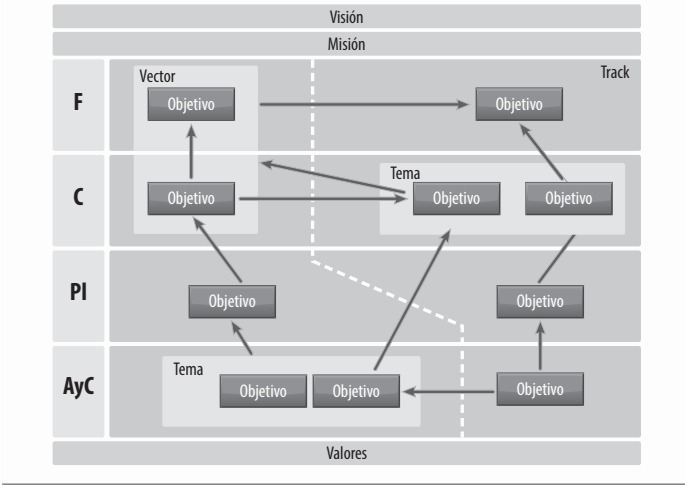 Visión
Misión
F
Vector
Track
Objetivo
Objetivo
C
Tema
Objetivo
Objetivo
Objetivo
PI
Objetivo
Objetivo
AyC
Tema
Objetivo
Objetivo
Objetivo
Valores